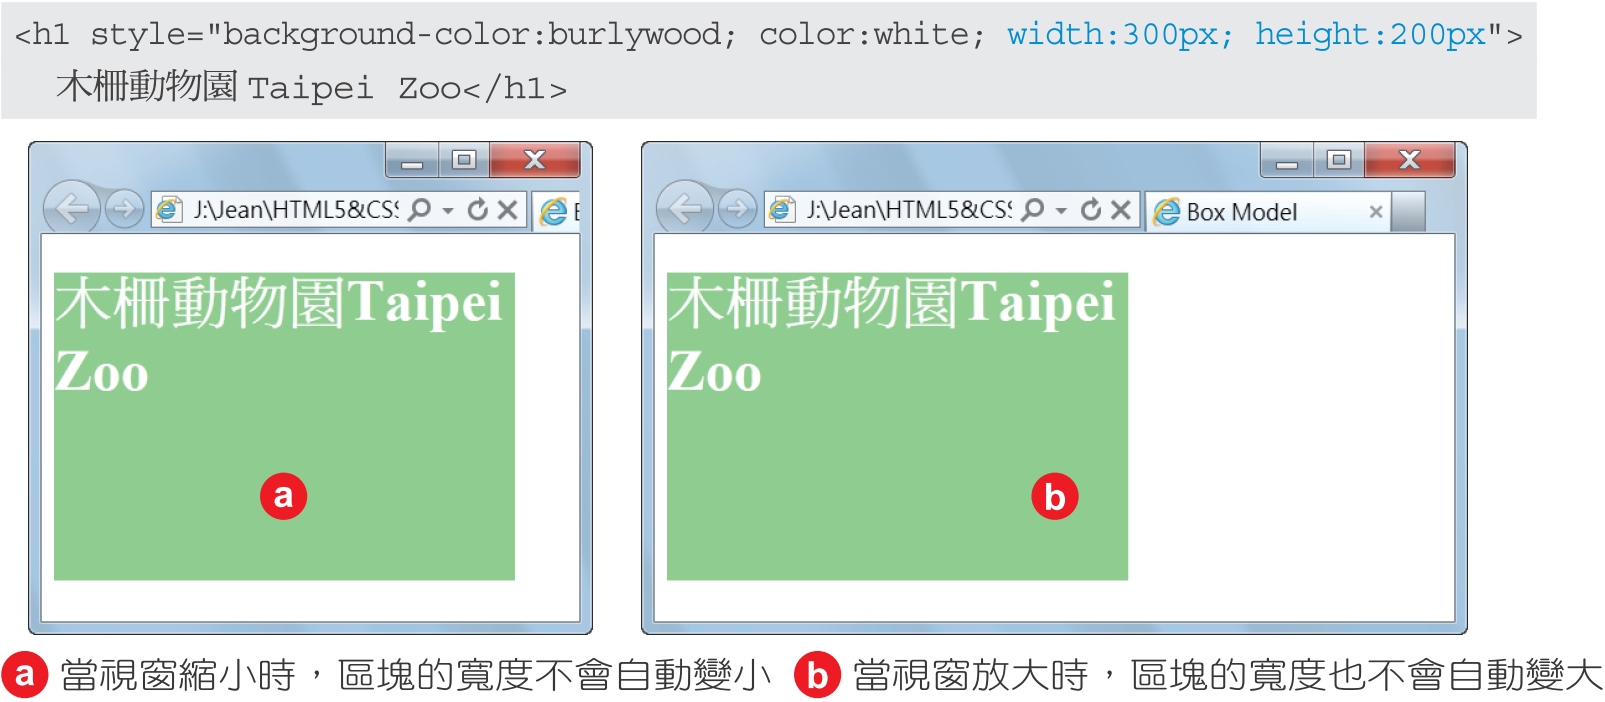 <h1 style="background-color:burlywood; color:white; width:300px; height:200px">
木柵動物園 Taipei Zoo</h1>
J:\Jean\HTML5&CS
木柵動物園Taipei
Zoo
a
J:\Jean\HTML5&CS
Box Model
木柵動物園Taipei
Zoo
b
a 當視窗縮小時，區塊的寬度不會自動變小
b 當視窗放大時，區塊的寬度也不會自動變大